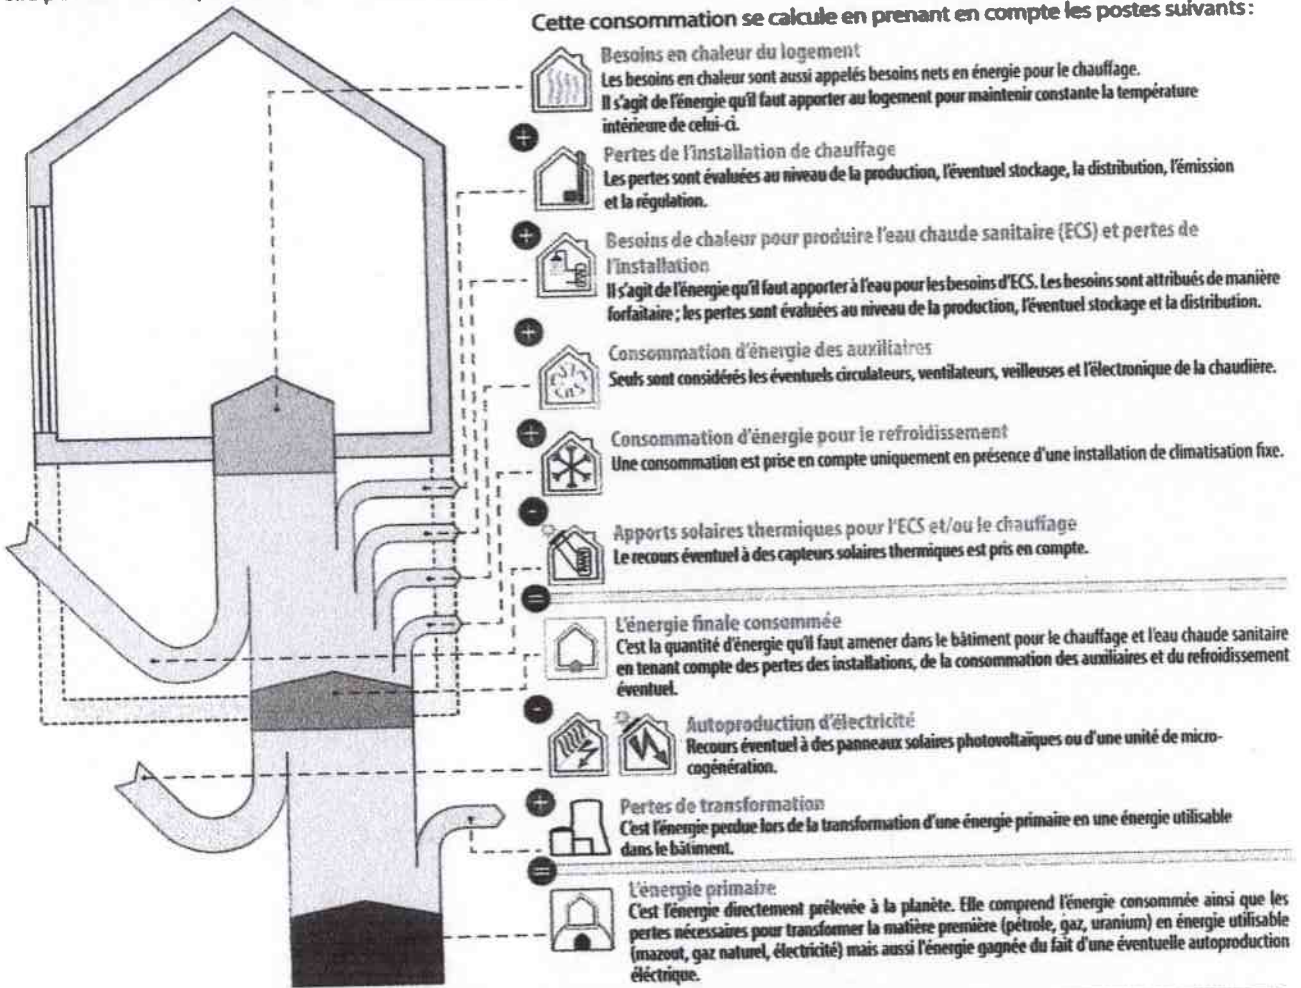 Cette consommation se calcule en prenant en compte les postes suivants:
Besoins en chaleur du logement
Les besoins en chaleur sont aussi appelés besoins nets en énergie pour le chauffage.
Il s'agit de l'énergie qu'il faut apporter au logement pour maintenir constante la température
intérieure de celui-ci.
+
Pertes de l'installation de chauffage
Les pertes sont évaluées au niveau de la production, l'éventuel stockage, la distribution, l'émission
et la régulation.
+
Besoins de chaleur pour produire l'eau chaude sanitaire (ECS) et pertes de
l'installation
Il s'agit de l'énergie qu'il faut apporter à l'eau pour les besoins d'ECS. Les besoins sont attribués de manière
forfaitaire ; les pertes sont évaluées au niveau de la production, l'éventuel stockage et la distribution.
+
Consommation d'énergie des auxiliaires
Seuls sont considérés les éventuels circulateurs, ventilateurs, veilleuses et l'électronique de la chaudière.
+
Consommation d'énergie pour le refroidissement
Une consommation est prise en compte uniquement en présence d'une installation de climatisation fixe.
-
Apports solaires thermiques pour l'ECS et/ou le chauffage
Le recours éventuel à des capteurs solaires thermiques est pris en compte.
=
L'énergie finale consommée
C'est la quantité d'énergie qu'il faut amener dans le bâtiment pour le chauffage et l'eau chaude sanitaire
en tenant compte des pertes des installations, de la consommation des auxiliaires et du refroidissement
éventuel.
-
Autoproduction d'électricité
Recours éventuel à des panneaux solaires photovoltaïques ou d'une unité de micro-
cogénération.
+
Pertes de transformation
C'est l'énergie perdue lors de la transformation d'une énergie primaire en une énergie utilisable
dans le bâtiment.
=
L'énergie primaire
C'est l'énergie directement prélevée à la planète. Elle comprend l'énergie consommée ainsi que les
pertes nécessaires pour transformer la matière première (pétrole, gaz, uranium) en énergie utilisable
(mazout, gaz naturel, électricité) mais aussi l'énergie gagnée du fait d'une éventuelle autoproduction
éléctrique.